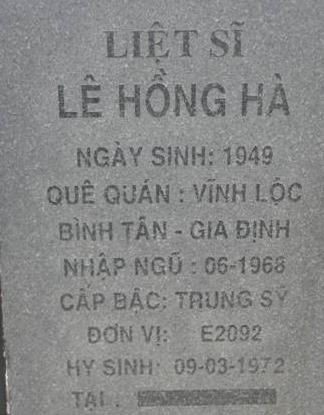 LIỆT SĨ
LÊ HỒNG HÀ
NGÀY SINH: 1949
QUÊ QUÁN : VĨNH LỘC
BÌNH TÂN - GIA ĐỊNH
NHẬP NGŨ : 06-1968
CẤP BẬC: TRUNG SỸ
ĐƠN VỊ: E2092
HY SINH: 09-03-1972
TẠI :